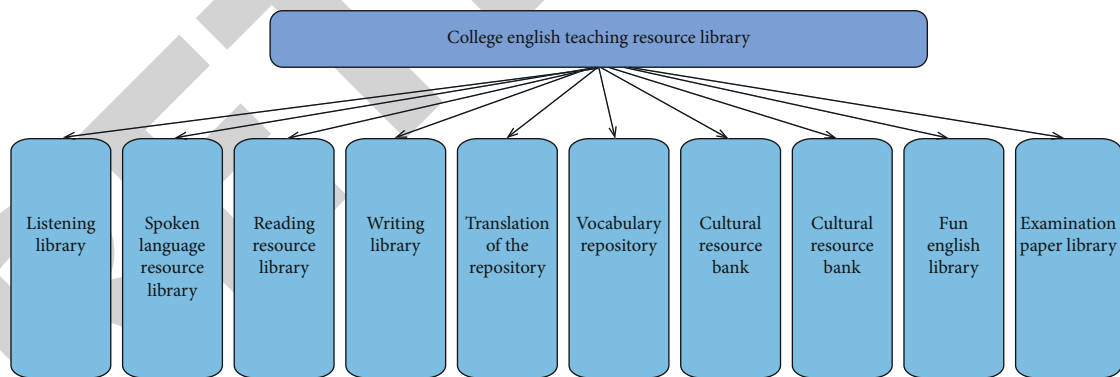 College english teaching resource library
Listening
library
Spoken
language
resource
library
Reading
resource
library
Writing
library
Translation
of the
repository
Vocabulary
repository
Cultural
resource
bank
Cultural
resource
bank
Fun
english
library
Examination
paper library